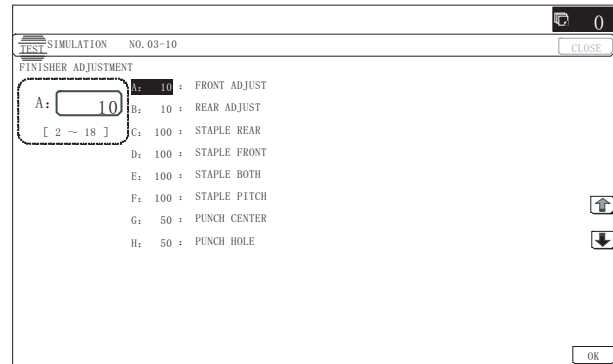 0
TEST SIMULATION NO.03-10
CLOSE
FINISHER ADJUSTMENT
A: 10
[ 2 ～ 18 ]
A: 10 : FRONT ADJUST
B: 10 : REAR ADJUST
C: 100 : STAPLE REAR
D: 100 : STAPLE FRONT
E: 100 : STAPLE BOTH
F: 100 : STAPLE PITCH
G: 50 : PUNCH CENTER
H: 50 : PUNCH HOLE
OK